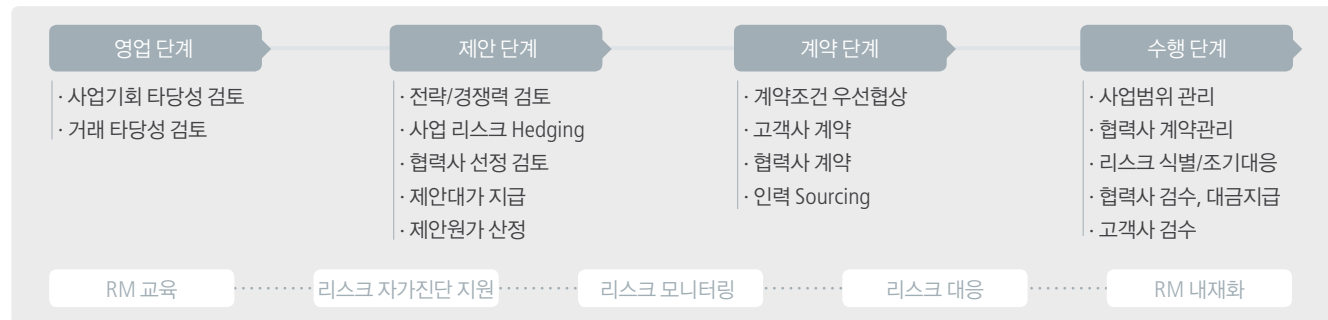 영업 단계
· 사업기회 타당성 검토
· 거래 타당성 검토
제안 단계
· 전략/경쟁력 검토
· 사업 리스크 Hedging
· 협력사 선정 검토
· 제안대가 지급
· 제안원가 산정
계약 단계
· 계약조건 우선협상
· 고객사 계약
· 협력사 계약
· 인력 Sourcing
수행 단계
· 사업범위 관리
· 협력사 계약관리
· 리스크 식별/조기대응
· 협력사 검수, 대금지급
· 고객사 검수
RM 교육
리스크 자가진단 지원
리스크 모니터링
리스크 대응
RM 내재화